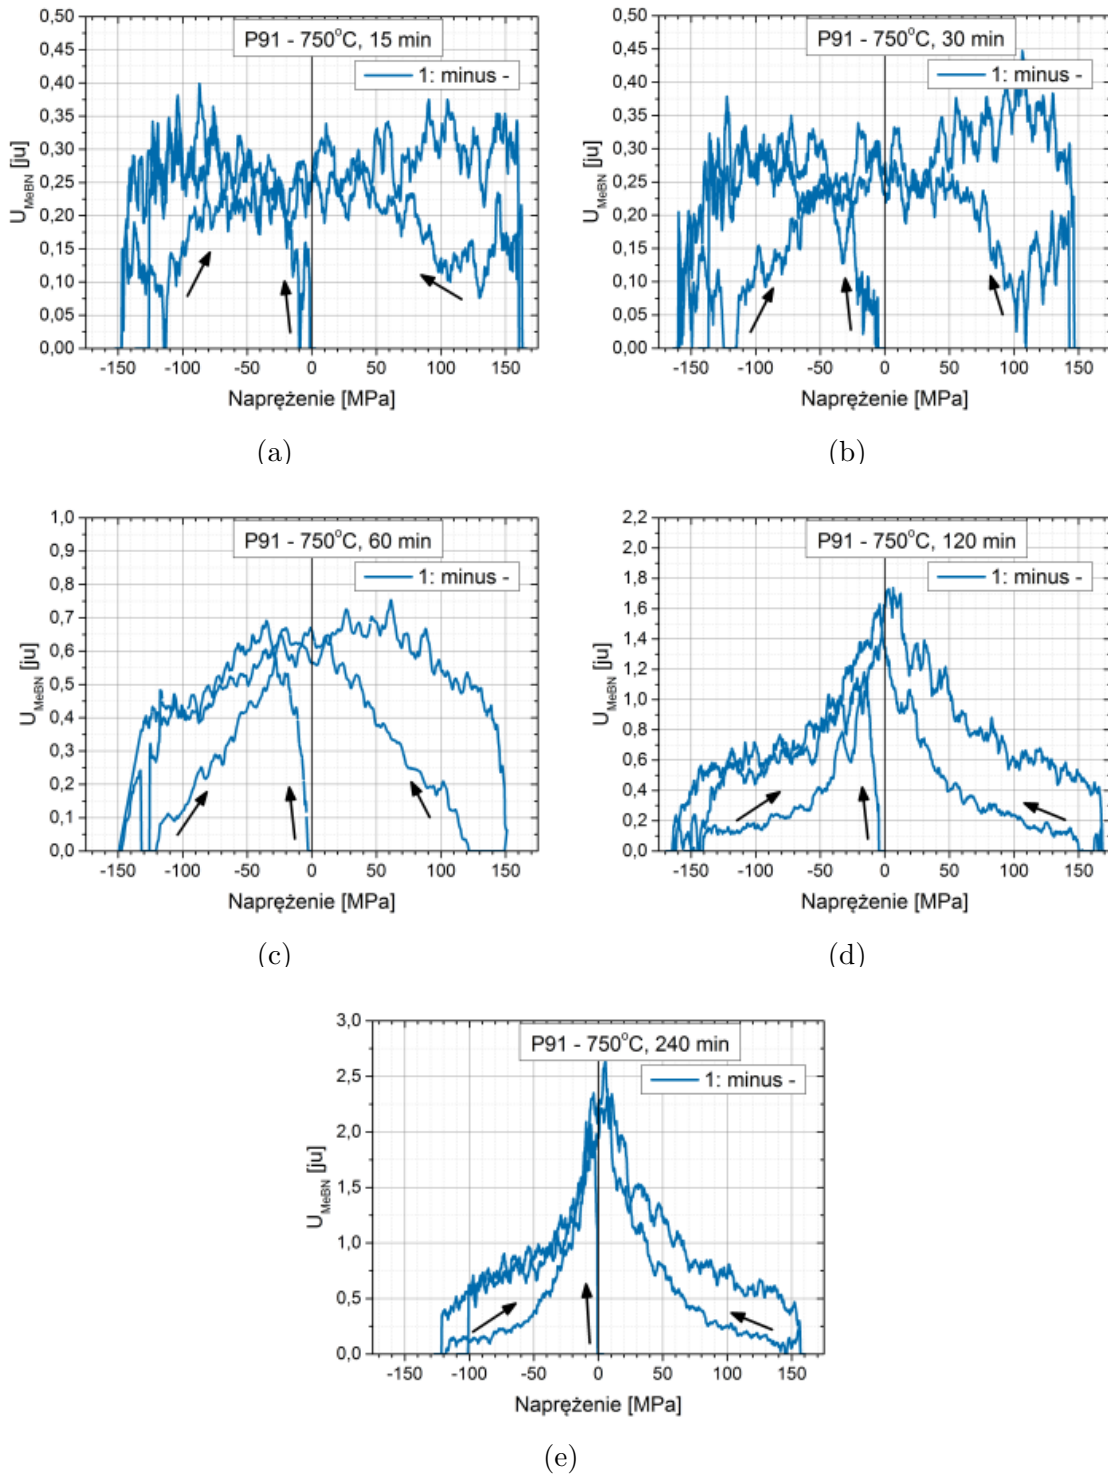 P91 - 750°C, 15 min
1: minus -
U_MeBN [ju]
0,50
0,45
0,40
0,35
0,30
0,25
0,20
0,15
0,10
0,05
0,00
-150 -100 -50 0 50 100 150
Naprężenie [MPa]
(a)
P91 - 750°C, 30 min
1: minus -
U_MeBN [ju]
0,50
0,45
0,40
0,35
0,30
0,25
0,20
0,15
0,10
0,05
0,00
-150 -100 -50 0 50 100 150
Naprężenie [MPa]
(b)
P91 - 750°C, 60 min
1: minus -
U_MeBN [ju]
1,0
0,9
0,8
0,7
0,6
0,5
0,4
0,3
0,2
0,1
0,0
-150 -100 -50 0 50 100 150
Naprężenie [MPa]
(c)
P91 - 750°C, 120 min
1: minus -
U_MeBN [ju]
2,2
2,0
1,8
1,6
1,4
1,2
1,0
0,8
0,6
0,4
0,2
0,0
-150 -100 -50 0 50 100 150
Naprężenie [MPa]
(d)
P91 - 750°C, 240 min
1: minus -
U_MeBN [ju]
3,0
2,5
2,0
1,5
1,0
0,5
0,0
-150 -100 -50 0 50 100 150
Naprężenie [MPa]
(e)